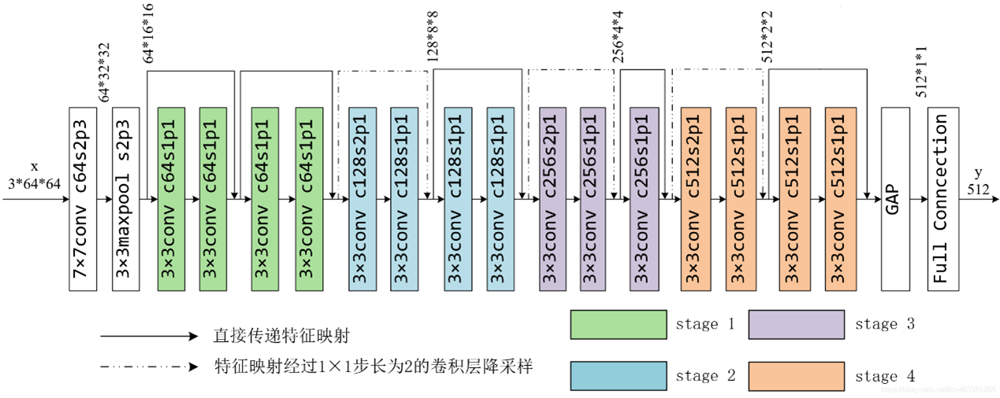 64*32*32
64*16*16
128*8*8
256*4*4
512*2*2
512*1*1
x
3*64*64
7×7conv c64s2p3
3×3maxpool s2p3
3×3conv c64s1p1
3×3conv c64s1p1
3×3conv c64s1p1
3×3conv c64s1p1
3×3conv c128s2p1
3×3conv c128s1p1
3×3conv c128s1p1
3×3conv c128s1p1
3×3conv c256s2p1
3×3conv c256s1p1
3×3conv c256s1p1
3×3conv c512s2p1
3×3conv c512s1p1
3×3conv c512s1p1
3×3conv c512s1p1
GAP
Full Conncection
y
512
直接传递特征映射
特征映射经过1×1步长为2的卷积层降采样
stage 1
stage 3
stage 2
stage 4